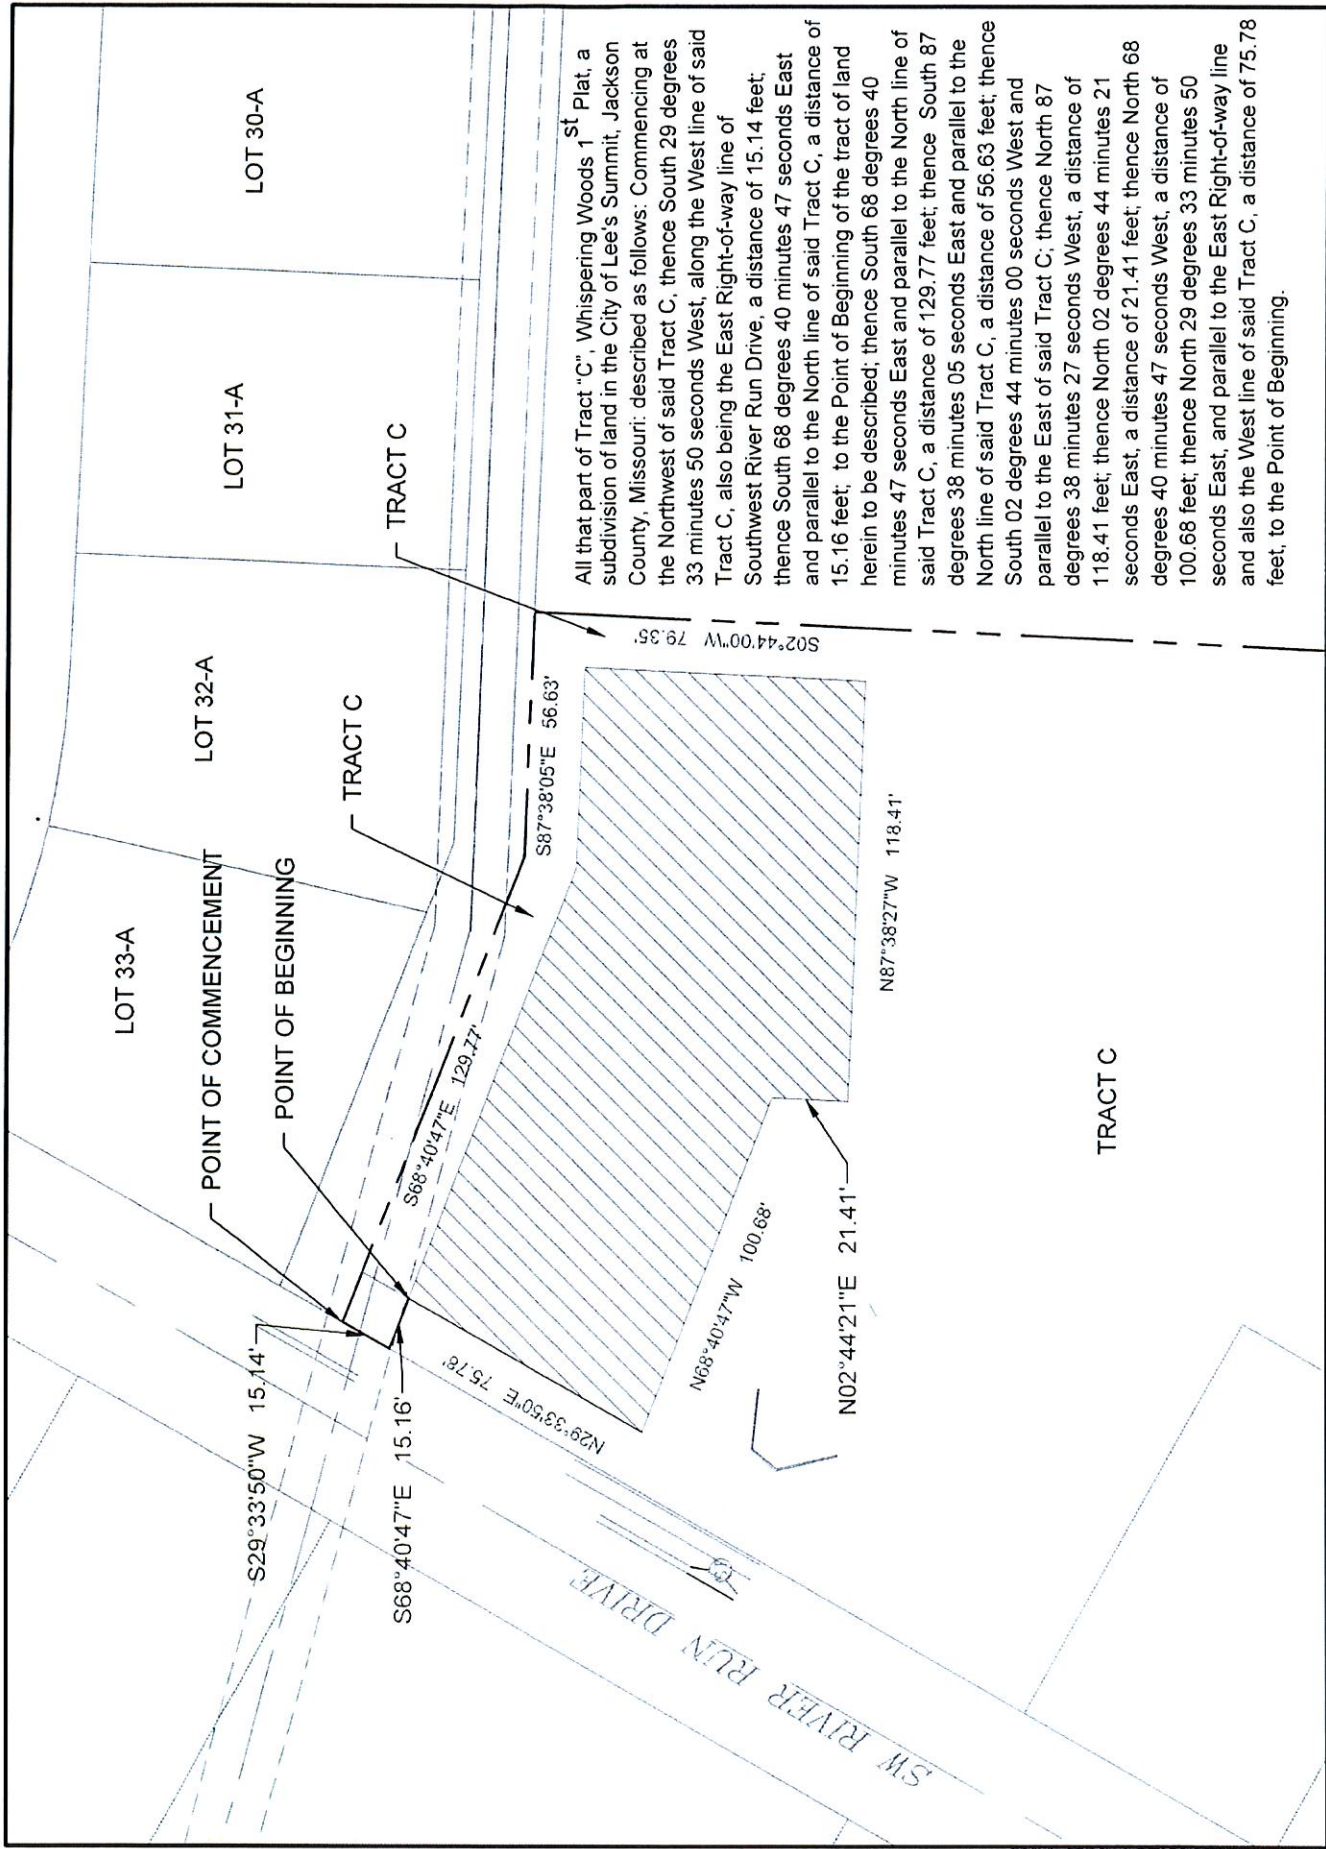 LOT 33-A
LOT 32-A
LOT 31-A
LOT 30-A
POINT OF COMMENCEMENT
POINT OF BEGINNING
TRACT C
TRACT C
S29°33'50"W 15.14'
S68°40'47"E 15.16'
S68°40'47"E 129.77'
S87°38'05"E 56.63'
S02°44'00"W 79.35'
N29°33'50"E 75.78'
N68°40'47"W 100.68'
N02°44'21"E 21.41'
N87°38'27"W 118.41'
SW RIVER RUN DRIVE
TRACT C
All that part of Tract "C", Whispering Woods 1st Plat, a
subdivision of land in the City of Lee's Summit, Jackson
County, Missouri: described as follows: Commencing at
the Northwest of said Tract C, thence South 29 degrees
33 minutes 50 seconds West, along the West line of said
Tract C, also being the East Right-of-way line of
Southwest River Run Drive, a distance of 15.14 feet;
thence South 68 degrees 40 minutes 47 seconds East
and parallel to the North line of said Tract C, a distance of
15.16 feet; to the Point of Beginning of the tract of land
herein to be described; thence South 68 degrees 40
minutes 47 seconds East and parallel to the North line of
said Tract C, a distance of 129.77 feet; thence South 87
degrees 38 minutes 05 seconds East and parallel to the
North line of said Tract C, a distance of 56.63 feet; thence
South 02 degrees 44 minutes 00 seconds West and
parallel to the East of said Tract C; thence North 87
degrees 38 minutes 27 seconds West, a distance of
118.41 feet; thence North 02 degrees 44 minutes 21
seconds East, a distance of 21.41 feet; thence North 68
degrees 40 minutes 47 seconds West, a distance of
100.68 feet; thence North 29 degrees 33 minutes 50
seconds East, and parallel to the East Right-of-way line
and also the West line of said Tract C, a distance of 75.78
feet, to the Point of Beginning.